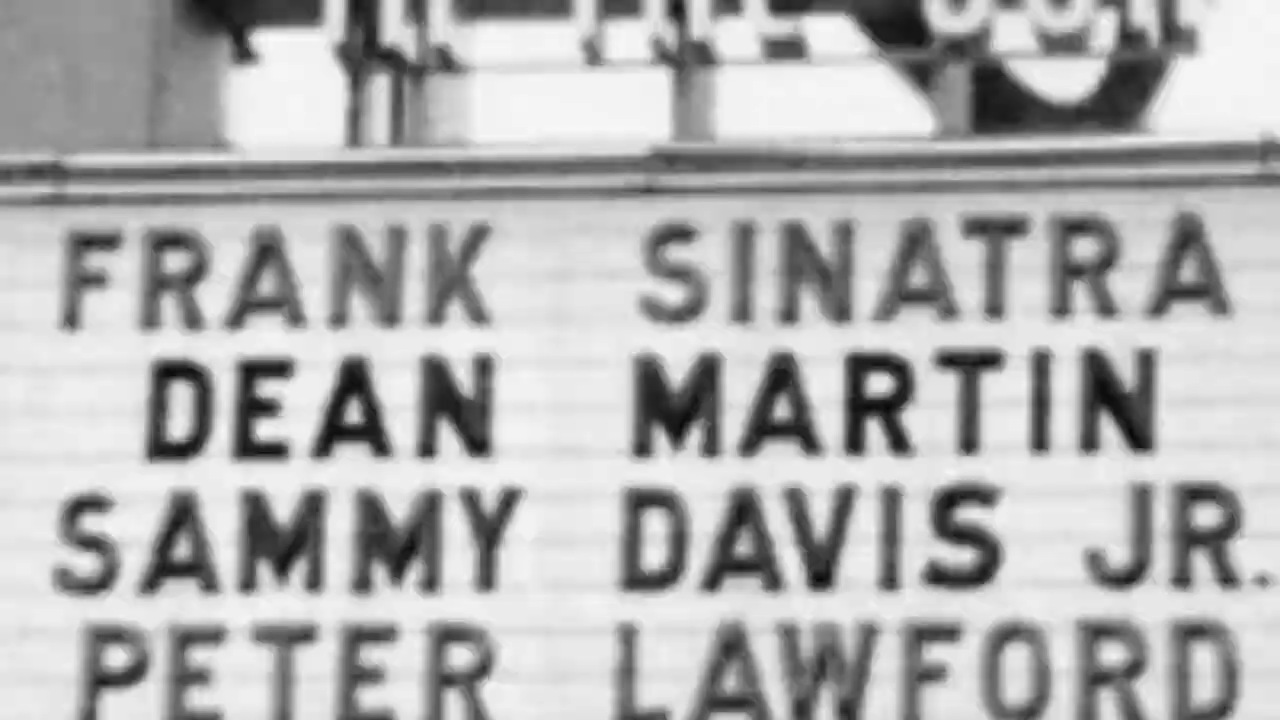 FRANK SINATRA
DEAN MARTIN
SAMMY DAVIS JR.
PETER LAWFORD